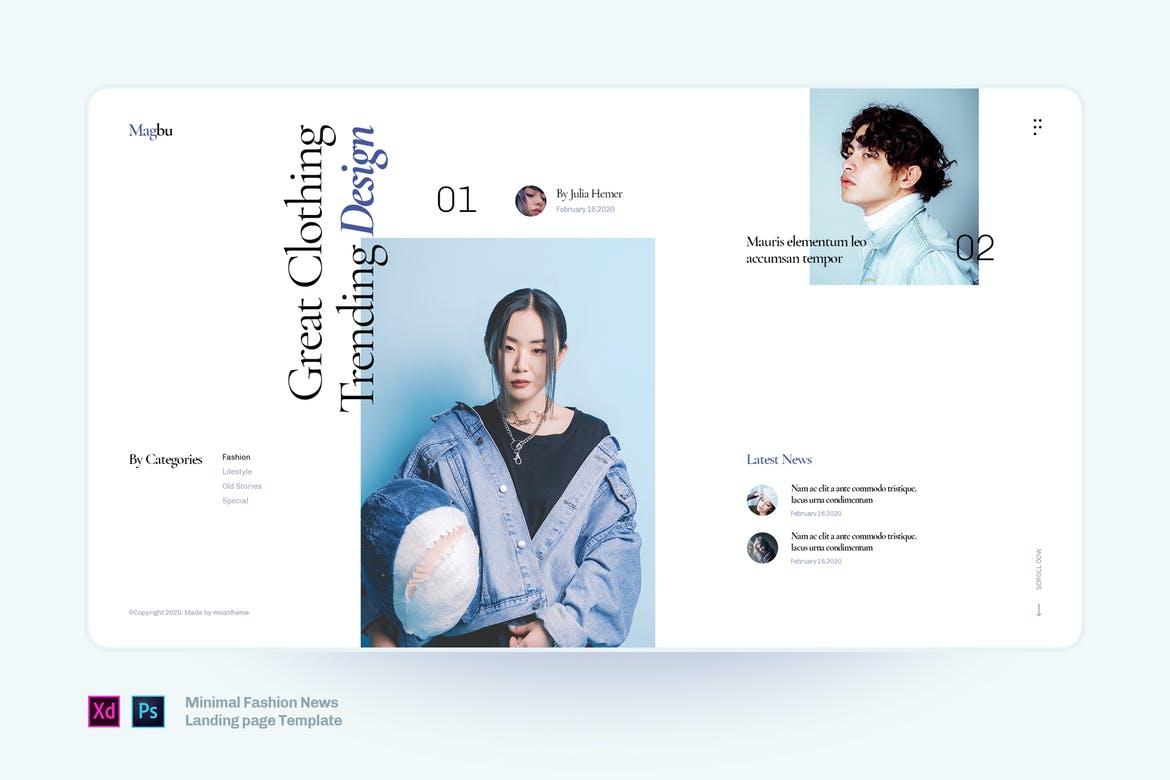 Magbu
Great Clothing
Trending Design
01
By Julia Hemer
February 18,2020
Mauris elementum leo
accumsan tempor
02
By Categories
Fashion
Lifestyle
Old Stories
Special
Latest News
Nam ac elit a ante commodo tristique.
lacus urna condimentum
February 16,2020
Nam ac elit a ante commodo tristique.
lacus urna condimentum
February 16,2020
SCROLL DOW
©Copyright 2020, Made by moontheme
Xd
Ps
Minimal Fashion News
Landing page Template